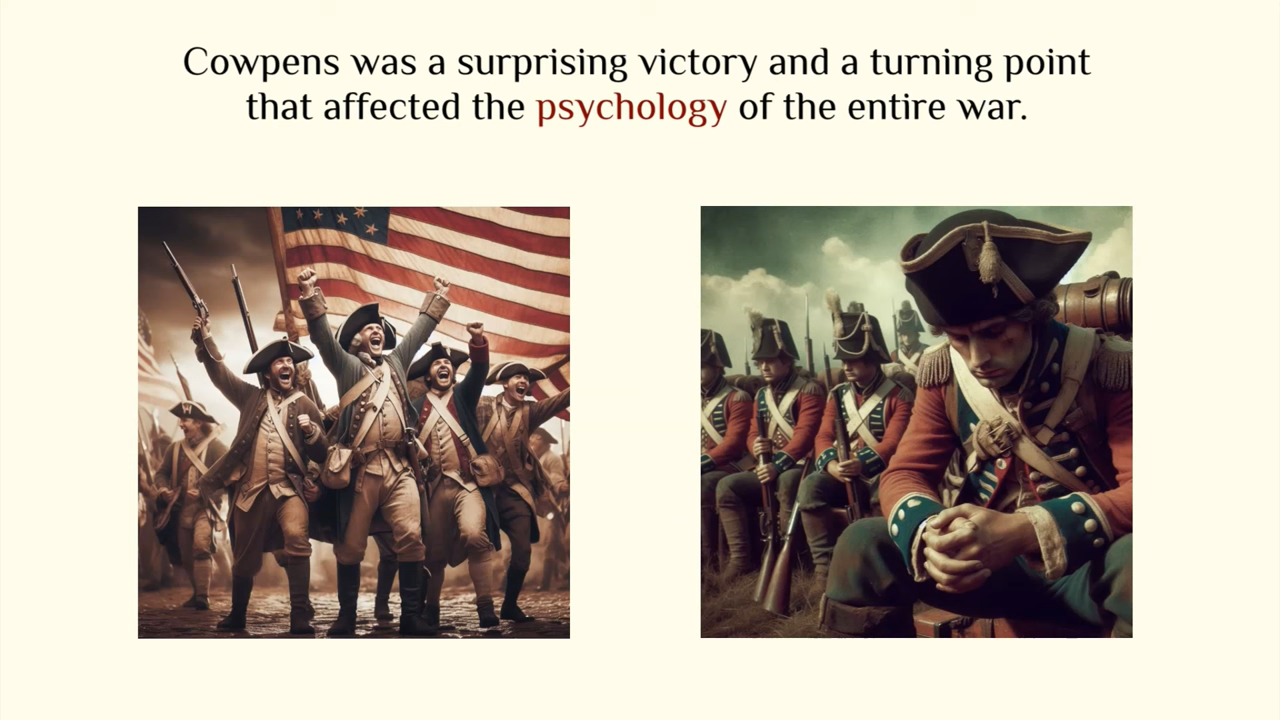 Cowpens was a surprising victory and a turning point
that affected the psychology of the entire war.